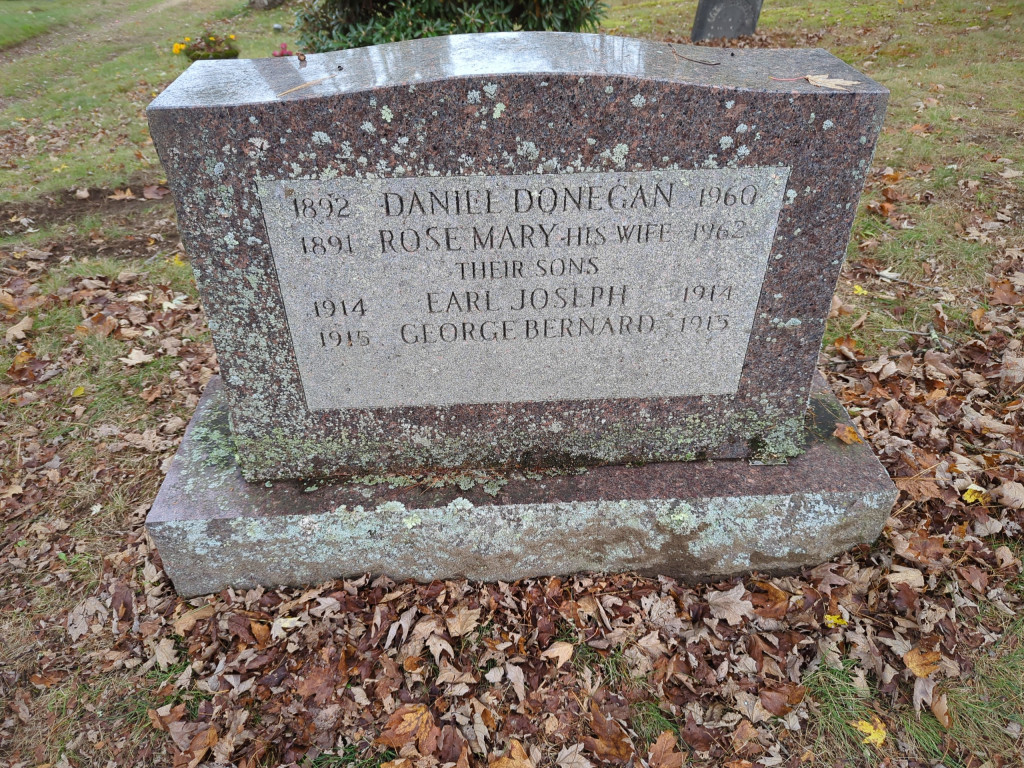 1892 DANIEL DONEGAN 1960
1891 ROSE MARY HIS WIFE 1962
THEIR SONS
1914 EARL JOSEPH 1914
1915 GEORGE BERNARD 1915